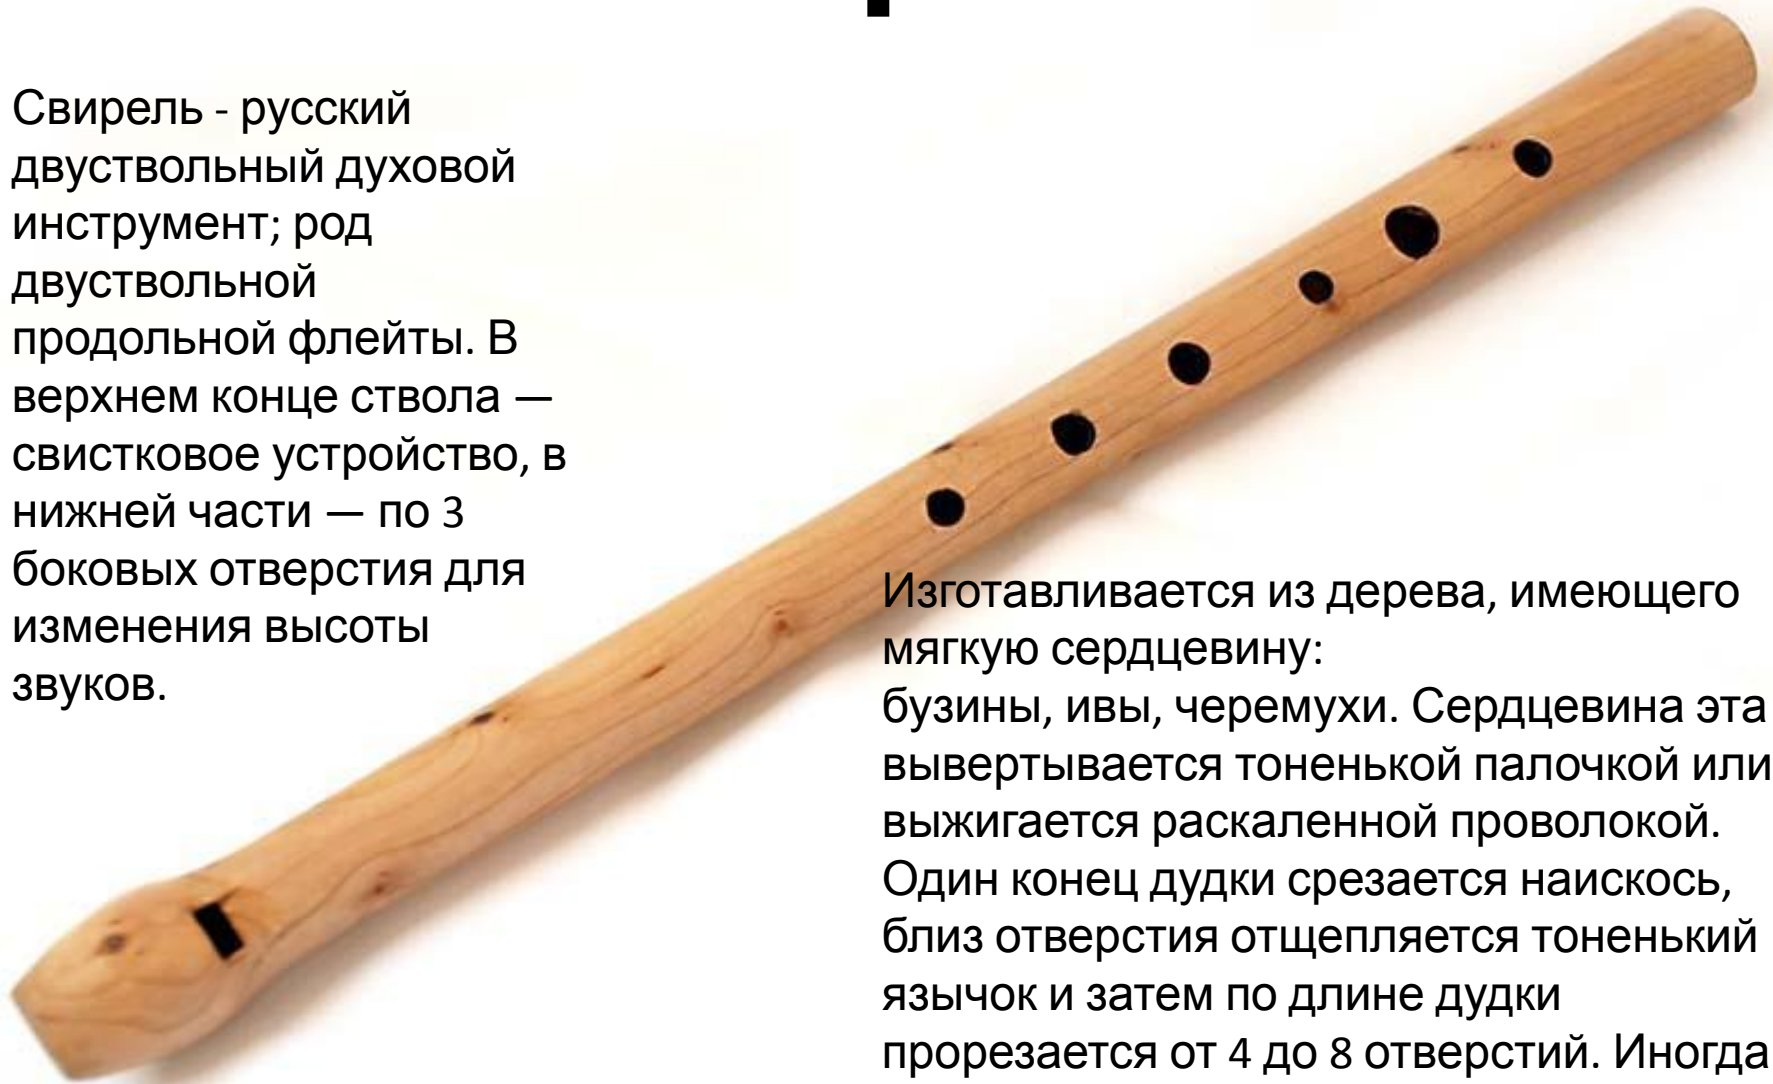 Свирель - русский
двуствольный духовой
инструмент; род
двуствольной
продольной флейты. В
верхнем конце ствола —
свистковое устройство, в
нижней части — по 3
боковых отверстия для
изменения высоты
звуков.
Изготавливается из дерева, имеющего
мягкую сердцевину:
бузины, ивы, черемухи. Сердцевина эта
вывертывается тоненькой палочкой или
выжигается раскаленной проволокой.
Один конец дудки срезается наискось,
близ отверстия отщепляется тоненький
язычок и затем по длине дудки
прорезается от 4 до 8 отверстий. Иногда